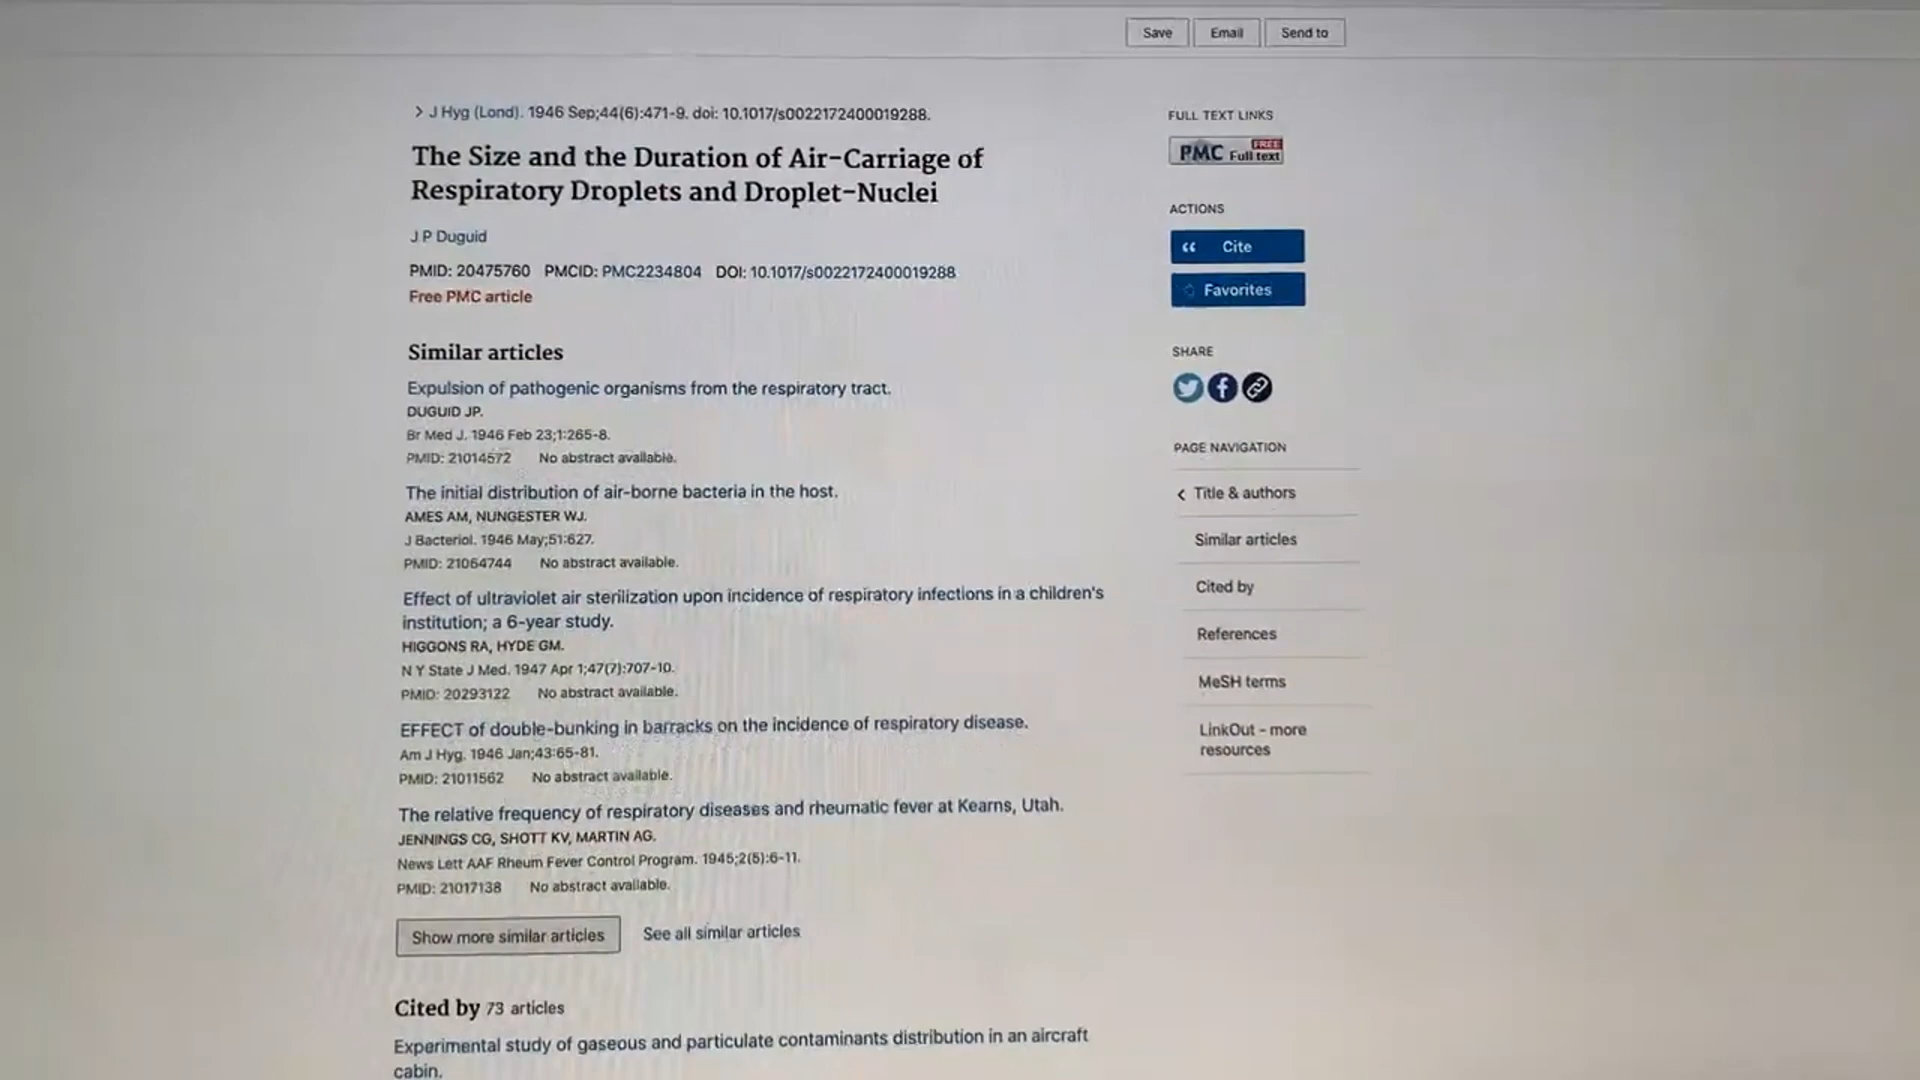 Save Email Send to
J Hyg (Lond). 1946 Sep;44(6):471-9. doi: 10.1017/s0022172400019288.
The Size and the Duration of Air-Carriage of
Respiratory Droplets and Droplet-Nuclei
J P Duguid
PMID: 20475760 PMCID: PMC2234804 DOI: 10.1017/s0022172400019288
Free PMC article
Similar articles
Expulsion of pathogenic organisms from the respiratory tract.
DUGUID JP.
Br Med J. 1946 Feb 23;1:265-8.
PMID: 21014572 No abstract available.
The initial distribution of air-borne bacteria in the host.
AMES AM, NUNGESTER WJ.
J Bacteriol. 1946 May;51:627.
PMID: 21064744 No abstract available.
Effect of ultraviolet air sterilization upon incidence of respiratory infections in a children's
institution; a 6-year study.
HIGGONS RA, HYDE GM.
N Y State J Med. 1947 Apr 1;47(7):707-10.
PMID: 20293122 No abstract available.
EFFECT of double-bunking in barracks on the incidence of respiratory disease.
Am J Hyg. 1946 Jan;43:65-81.
PMID: 21011562 No abstract available.
The relative frequency of respiratory diseases and rheumatic fever at Kearns, Utah.
JENNINGS CG, SHOTT KV, MARTIN AG.
News Lett AAF Rheum Fever Control Program. 1945;2(5):6-11.
PMID: 21017138 No abstract available.
Show more similar articles See all similar articles
Cited by 73 articles
Experimental study of gaseous and particulate contaminants distribution in an aircraft
cabin.
FULL TEXT LINKS
PMC FREE Full text
ACTIONS
Cite
Favorites
SHARE
PAGE NAVIGATION
Title & authors
Similar articles
Cited by
References
MeSH terms
LinkOut - more
resources